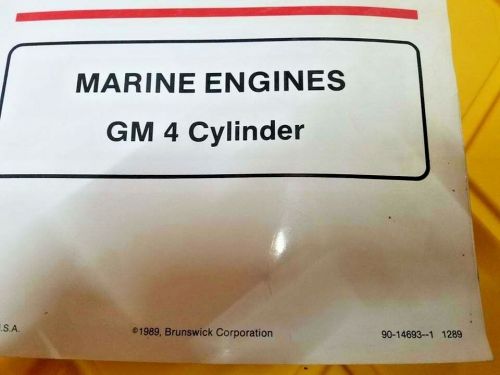 MARINE ENGINES
GM 4 Cylinder
.S.A. ©1989, Brunswick Corporation 90-14693--1 1289